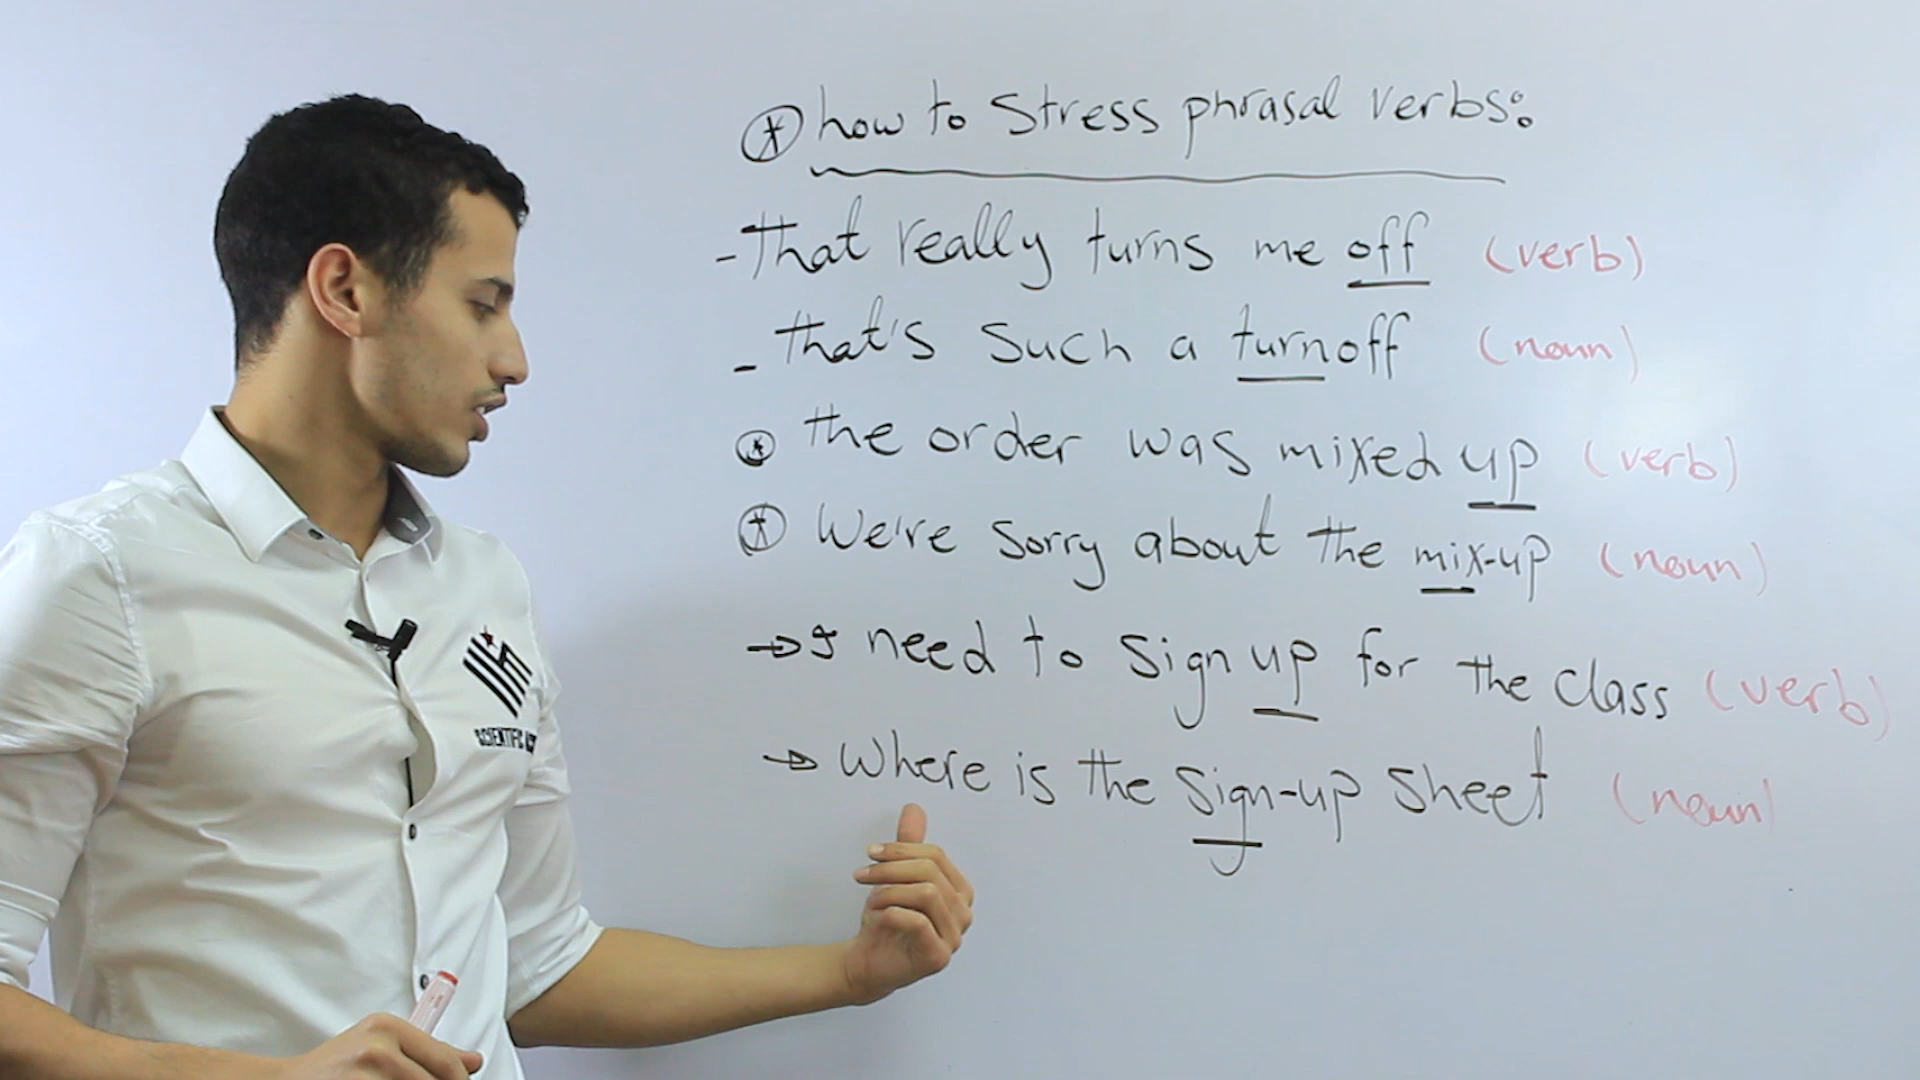 how to stress phrasal verbs:
- That really turns me off (verb)
- that's such a turnoff (noun)
the order was mixed up (verb)
We're sorry about the mix-up (noun)
→ I need to sign up for the class (verb)
→ Where is the sign-up sheet (noun)
SCIENTIFIC